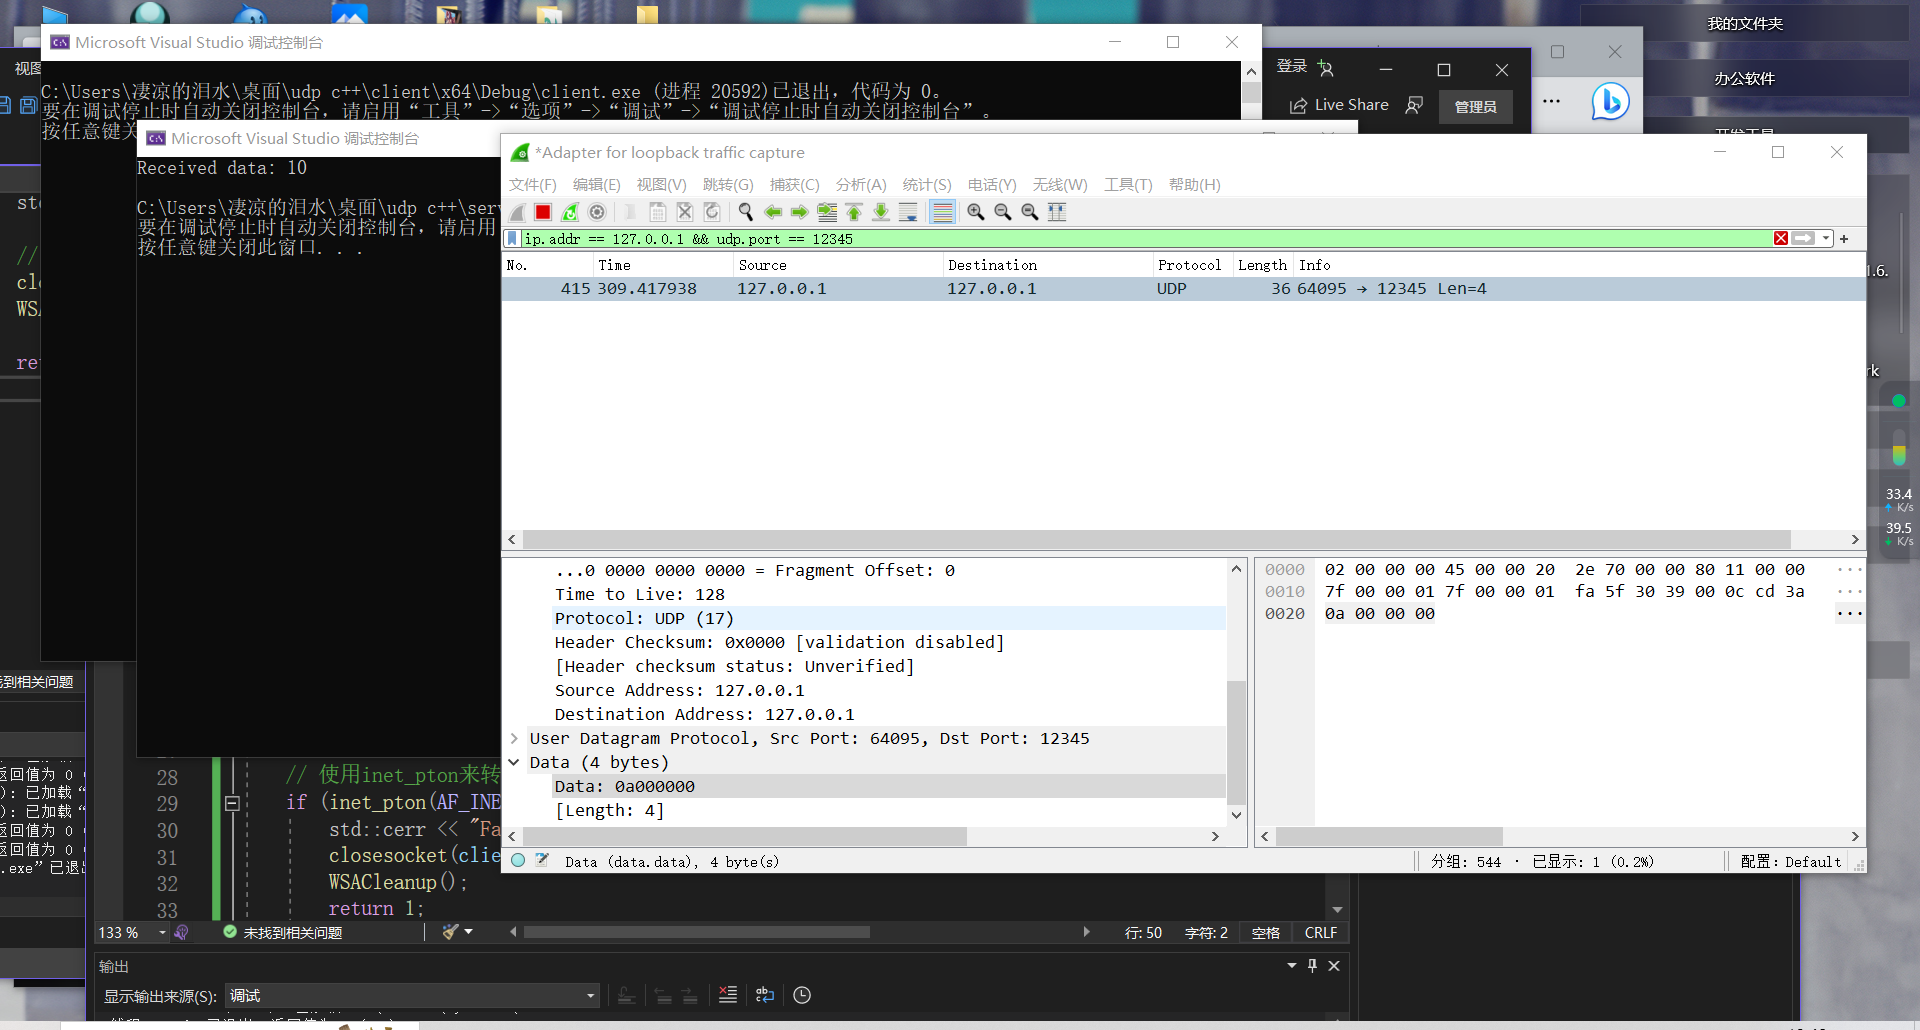 我的文件夹
办公软件
Microsoft Visual Studio 调试控制台
C:\Users\凄凉的泪水\桌面\udp c++\client\x64\Debug\client.exe (进程 20592)已退出，代码为 0。
要在调试停止时自动关闭控制台，请启用“工具”->“选项”->“调试”->“调试停止时自动关闭控制台”。
按任意键关
登录
Live Share
管理员
Microsoft Visual Studio 调试控制台
Received data: 10
C:\Users\凄凉的泪水\桌面\udp c++\serv
要在调试停止时自动关闭控制台，请启用
按任意键关闭此窗口. . .
*Adapter for loopback traffic capture
文件(F) 编辑(E) 视图(V) 跳转(G) 捕获(C) 分析(A) 统计(S) 电话(Y) 无线(W) 工具(T) 帮助(H)
ip.addr == 127.0.0.1 && udp.port == 12345
No. Time Source Destination Protocol Length Info
415 309.417938 127.0.0.1 127.0.0.1 UDP 36 64095 → 12345 Len=4
...0 0000 0000 0000 = Fragment Offset: 0
Time to Live: 128
Protocol: UDP (17)
Header Checksum: 0x0000 [validation disabled]
[Header checksum status: Unverified]
Source Address: 127.0.0.1
Destination Address: 127.0.0.1
User Datagram Protocol, Src Port: 64095, Dst Port: 12345
Data (4 bytes)
Data: 0a000000
[Length: 4]
0000 02 00 00 00 45 00 00 20 2e 70 00 00 80 11 00 00 ···
0010 7f 00 00 01 7f 00 00 01 fa 5f 30 39 00 0c cd 3a ···
0020 0a 00 00 00 ···
Data (data.data), 4 byte(s)
分组: 544 · 已显示: 1 (0.2%)
配置: Default
33.4
K/s
39.5
K/s
视图
//
到相关问题
返回值为 0
): 已加载“
): 已加载“
返回值为 0
返回值为 0
.exe”已退出
28 // 使用inet_pton来转
29 if (inet_pton(AF_INE
30 std::cerr << "Fa
31 closesocket(clie
32 WSACleanup();
33 return 1;
133 %
未找到相关问题
行: 50 字符: 2 空格 CRLF
输出
显示输出来源(S): 调试